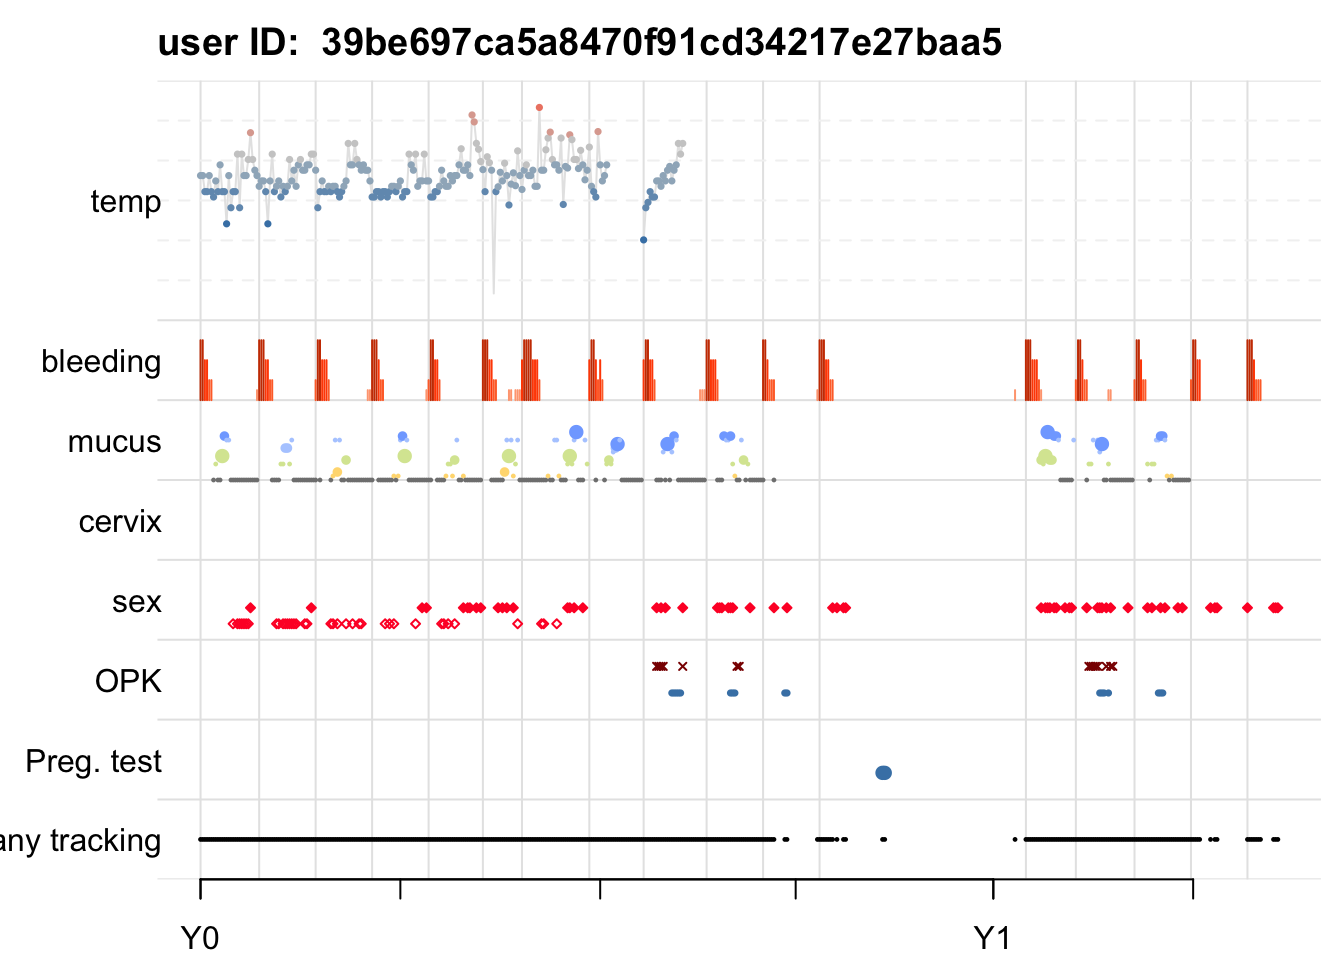 user ID:  39be697ca5a8470f91cd34217e27baa5
temp
bleeding
mucus
cervix
sex
OPK
Preg. test
any tracking
Y0 Y1